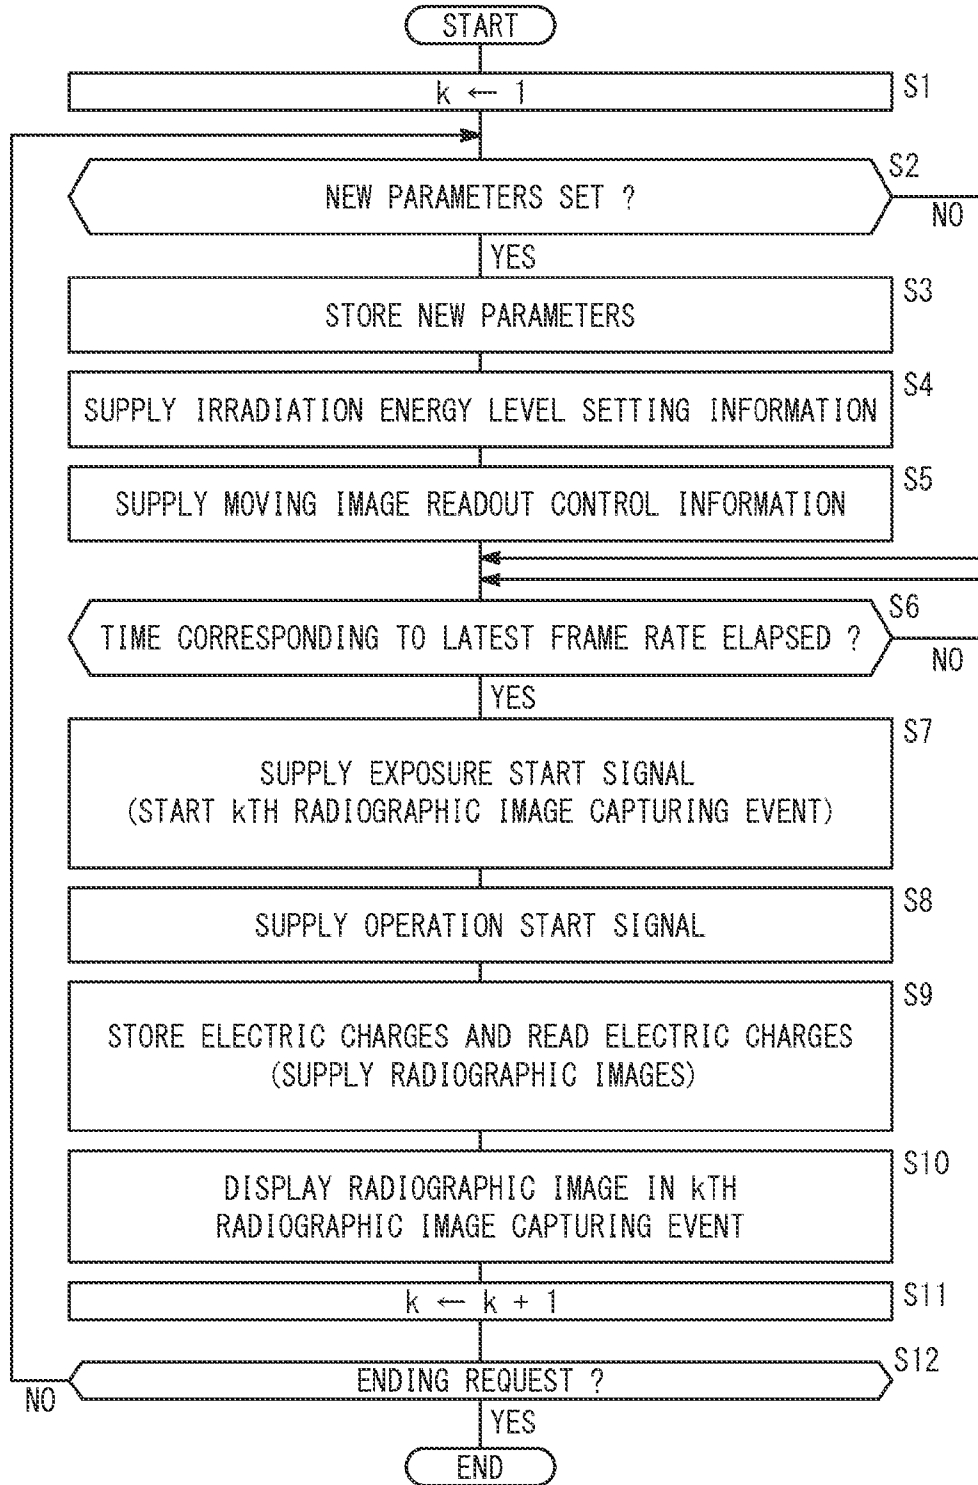 START
k ← 1
S1
S2
NEW PARAMETERS SET ?
NO
YES
S3
STORE NEW PARAMETERS
S4
SUPPLY IRRADIATION ENERGY LEVEL SETTING INFORMATION
S5
SUPPLY MOVING IMAGE READOUT CONTROL INFORMATION
S6
TIME CORRESPONDING TO LATEST FRAME RATE ELAPSED ?
NO
YES
S7
SUPPLY EXPOSURE START SIGNAL
(START kTH RADIOGRAPHIC IMAGE CAPTURING EVENT)
S8
SUPPLY OPERATION START SIGNAL
S9
STORE ELECTRIC CHARGES AND READ ELECTRIC CHARGES
(SUPPLY RADIOGRAPHIC IMAGES)
S10
DISPLAY RADIOGRAPHIC IMAGE IN kTH
RADIOGRAPHIC IMAGE CAPTURING EVENT
S11
k ← k + 1
S12
ENDING REQUEST ?
NO
YES
END